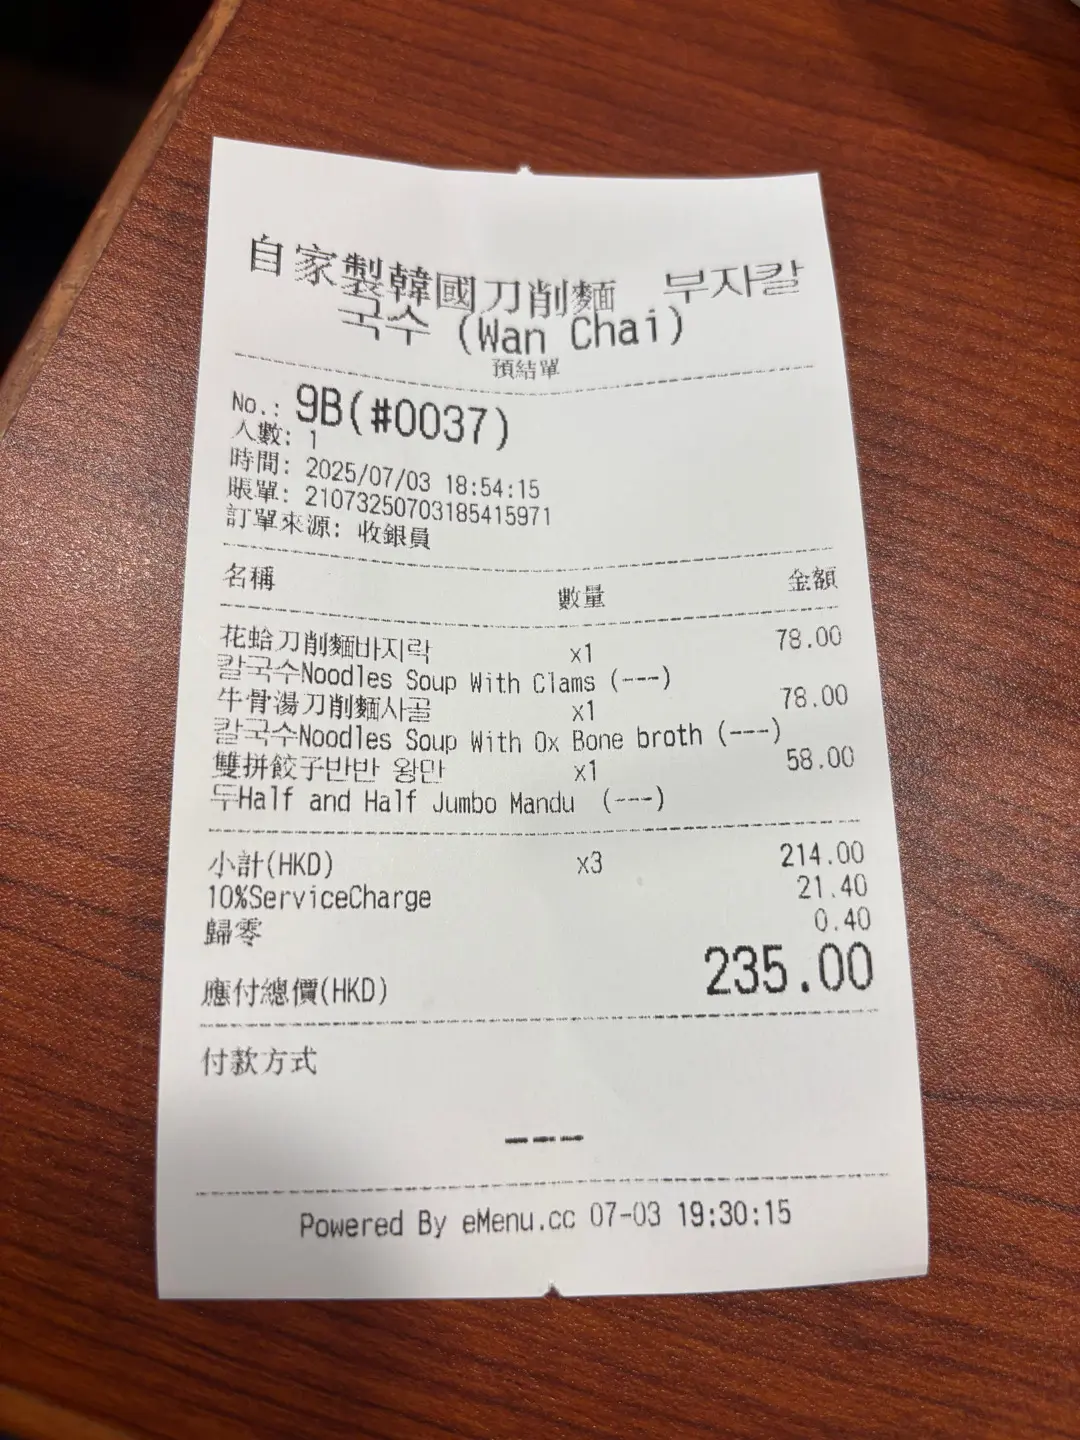 自家製韓國刀削麵 부자칼
국수 (Wan Chai)
預結單
No.: 9B(#0037)
人數: 1
時間: 2025/07/03 18:54:15
賬單: 21073250703185415971
訂單來源: 收銀員
名稱 數量 金額
花蛤刀削麵바지락 x1 78.00
칼국수Noodles Soup With Clams (---)
牛骨湯刀削麵사골 x1 78.00
칼국수Noodles Soup With Ox Bone broth (---)
雙拼餃子반반 왕만 x1 58.00
두Half and Half Jumbo Mandu (---)
小計(HKD) x3 214.00
10%ServiceCharge 21.40
歸零 0.40
應付總價(HKD) 235.00
付款方式
---
Powered By eMenu.cc 07-03 19:30:15